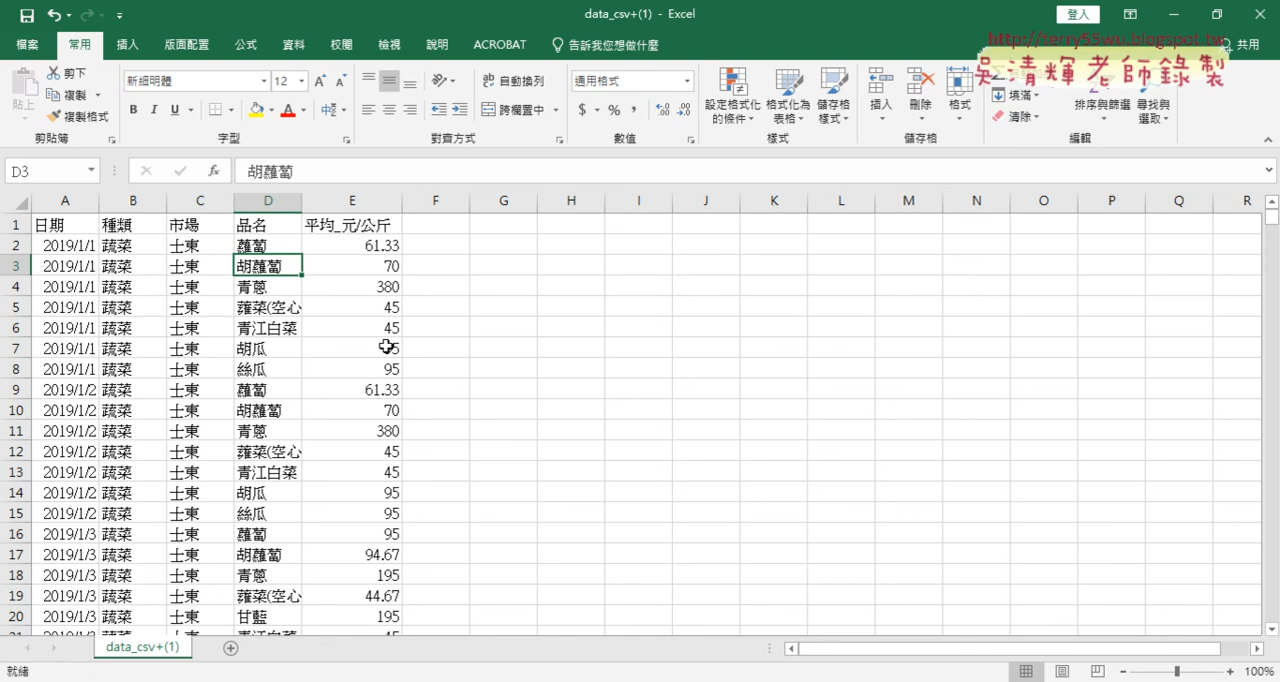 data_csv+(1) - Excel
登入
檔案 常用 插入 版面配置 公式 資料 校閱 檢視 說明 ACROBAT 告訴我您想做什麼 共用
http://terry55wu.blogspot.tw
吳清輝老師錄製
貼上 剪下 複製 複製格式 剪貼簿
新細明體 12 B I U A 字型
自動換列 跨欄置中 對齊方式
通用格式 $ % , 數值
設定格式化的條件 格式化為表格 儲存格樣式 樣式
插入 刪除 格式 儲存格
填滿 清除 排序與篩選 尋找與選取 編輯
D3 fx 胡蘿蔔
A B C D E F G H I J K L M N O P Q R
1 日期 種類 市場 品名 平均_元/公斤
2 2019/1/1 蔬菜 士東 蘿蔔 61.33
3 2019/1/1 蔬菜 士東 胡蘿蔔 70
4 2019/1/1 蔬菜 士東 青蔥 380
5 2019/1/1 蔬菜 士東 蕹菜(空心 45
6 2019/1/1 蔬菜 士東 青江白菜 45
7 2019/1/1 蔬菜 士東 胡瓜
8 2019/1/1 蔬菜 士東 絲瓜 95
9 2019/1/2 蔬菜 士東 蘿蔔 61.33
10 2019/1/2 蔬菜 士東 胡蘿蔔 70
11 2019/1/2 蔬菜 士東 青蔥 380
12 2019/1/2 蔬菜 士東 蕹菜(空心 45
13 2019/1/2 蔬菜 士東 青江白菜 45
14 2019/1/2 蔬菜 士東 胡瓜 95
15 2019/1/2 蔬菜 士東 絲瓜 95
16 2019/1/3 蔬菜 士東 蘿蔔 95
17 2019/1/3 蔬菜 士東 胡蘿蔔 94.67
18 2019/1/3 蔬菜 士東 青蔥 195
19 2019/1/3 蔬菜 士東 蕹菜(空心 44.67
20 2019/1/3 蔬菜 士東 甘藍 195
data_csv+(1)
就緒 100%